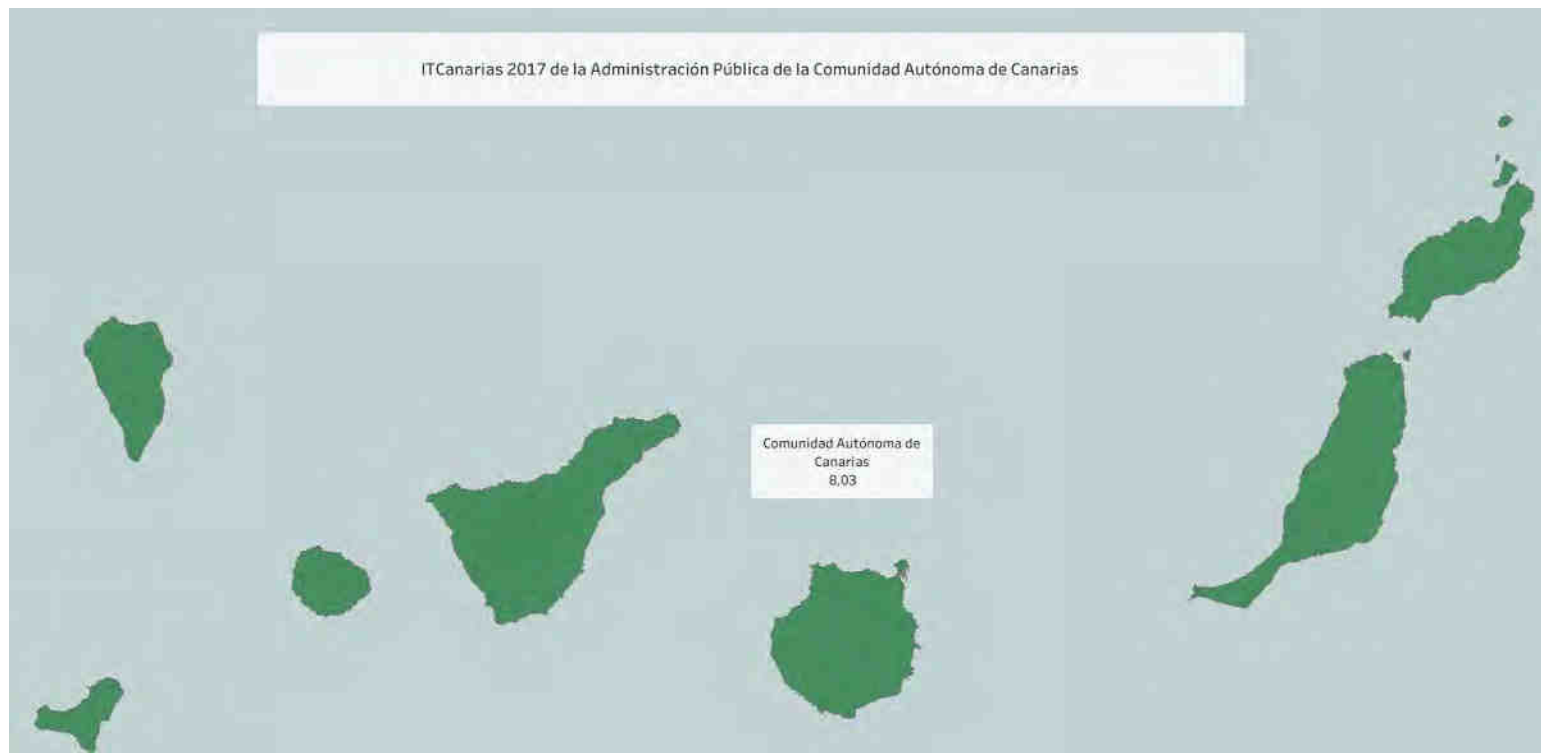 ITCanarias 2017 de la Administración Pública de la Comunidad Autónoma de Canarias
Comunidad Autónoma de
Canarias
8,03